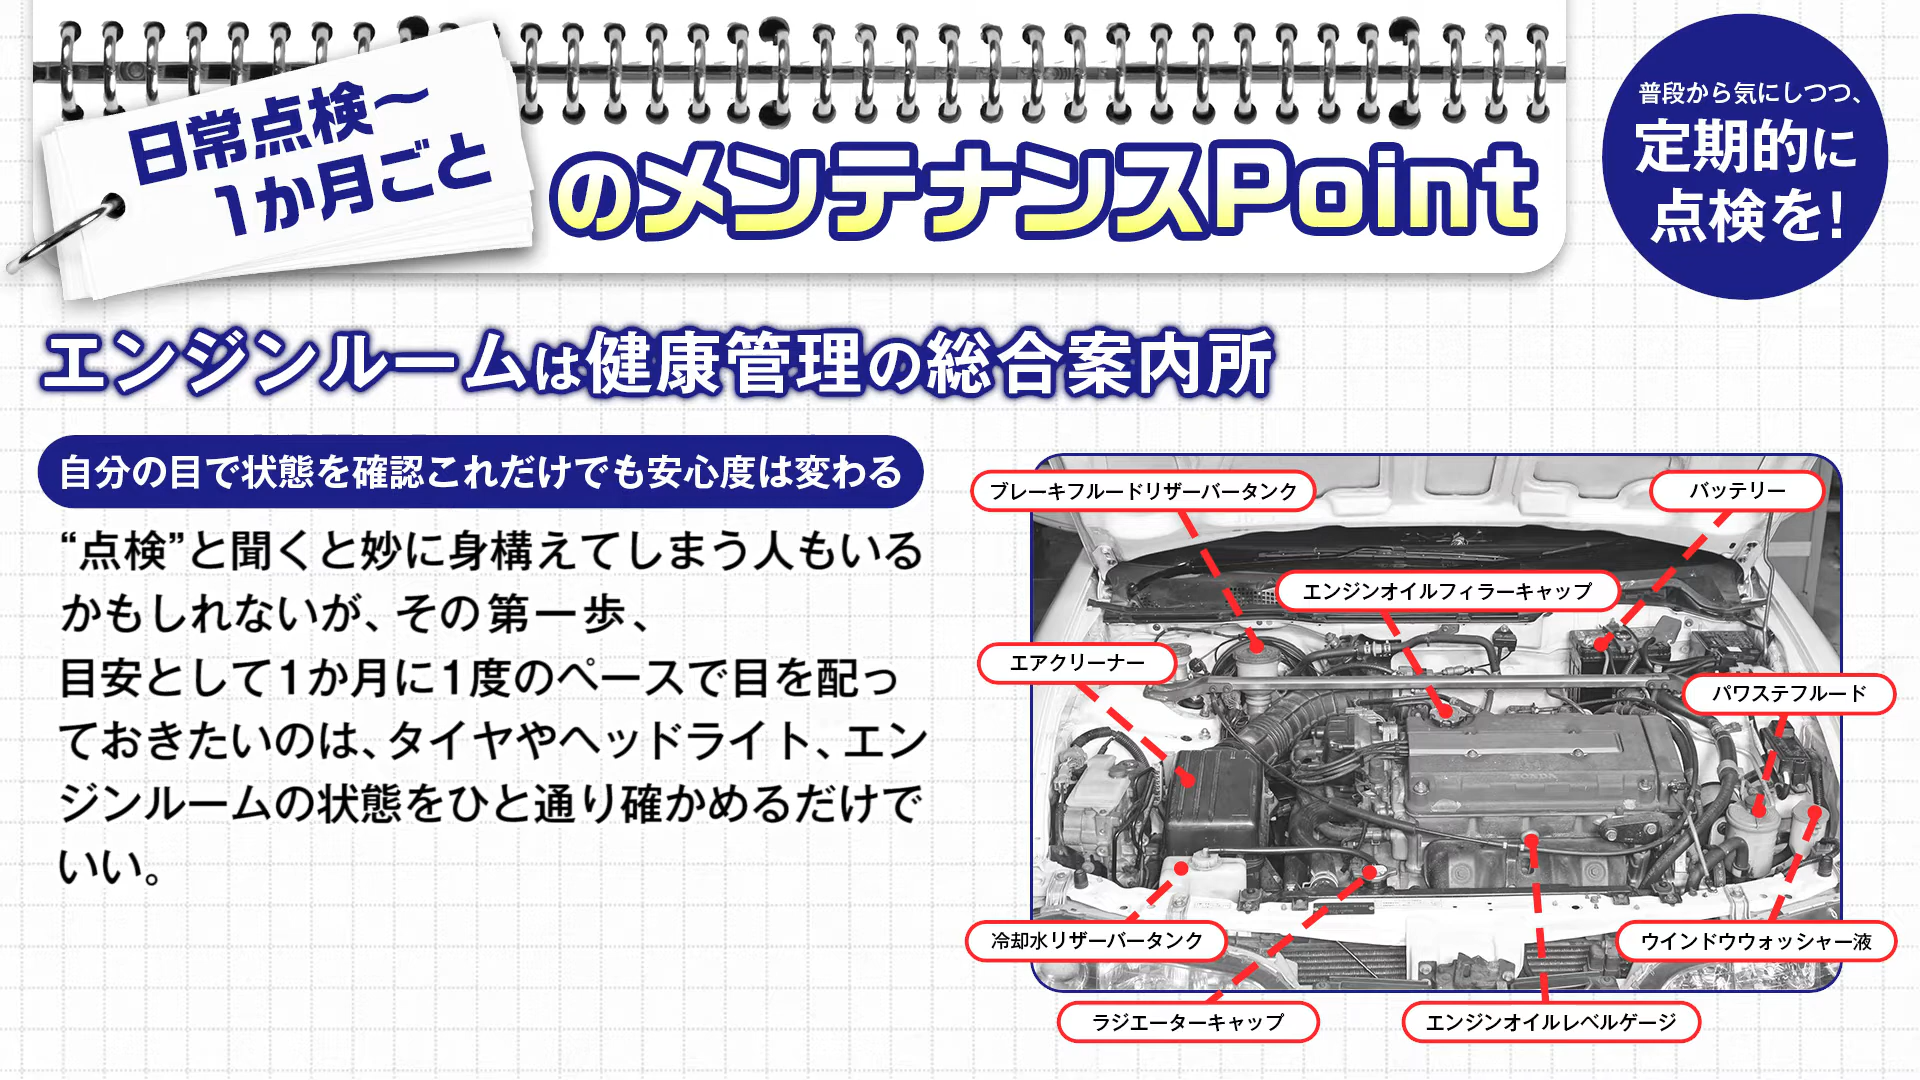 日常点検～
1か月ごと
のメンテナンスPoint
普段から気にしつつ、
定期的に
点検を!
エンジンルームは健康管理の総合案内所
自分の目で状態を確認これだけでも安心度は変わる
“点検”と聞くと妙に身構えてしまう人もいる
かもしれないが、その第一歩、
目安として1か月に1度のペースで目を配っ
ておきたいのは、タイヤやヘッドライト、エン
ジンルームの状態をひと通り確かめるだけで
いい。
ブレーキフルードリザーバータンク
バッテリー
エンジンオイルフィラーキャップ
エアクリーナー
パワステフルード
HONDA
冷却水リザーバータンク
ウインドウウォッシャー液
ラジエーターキャップ
エンジンオイルレベルゲージ